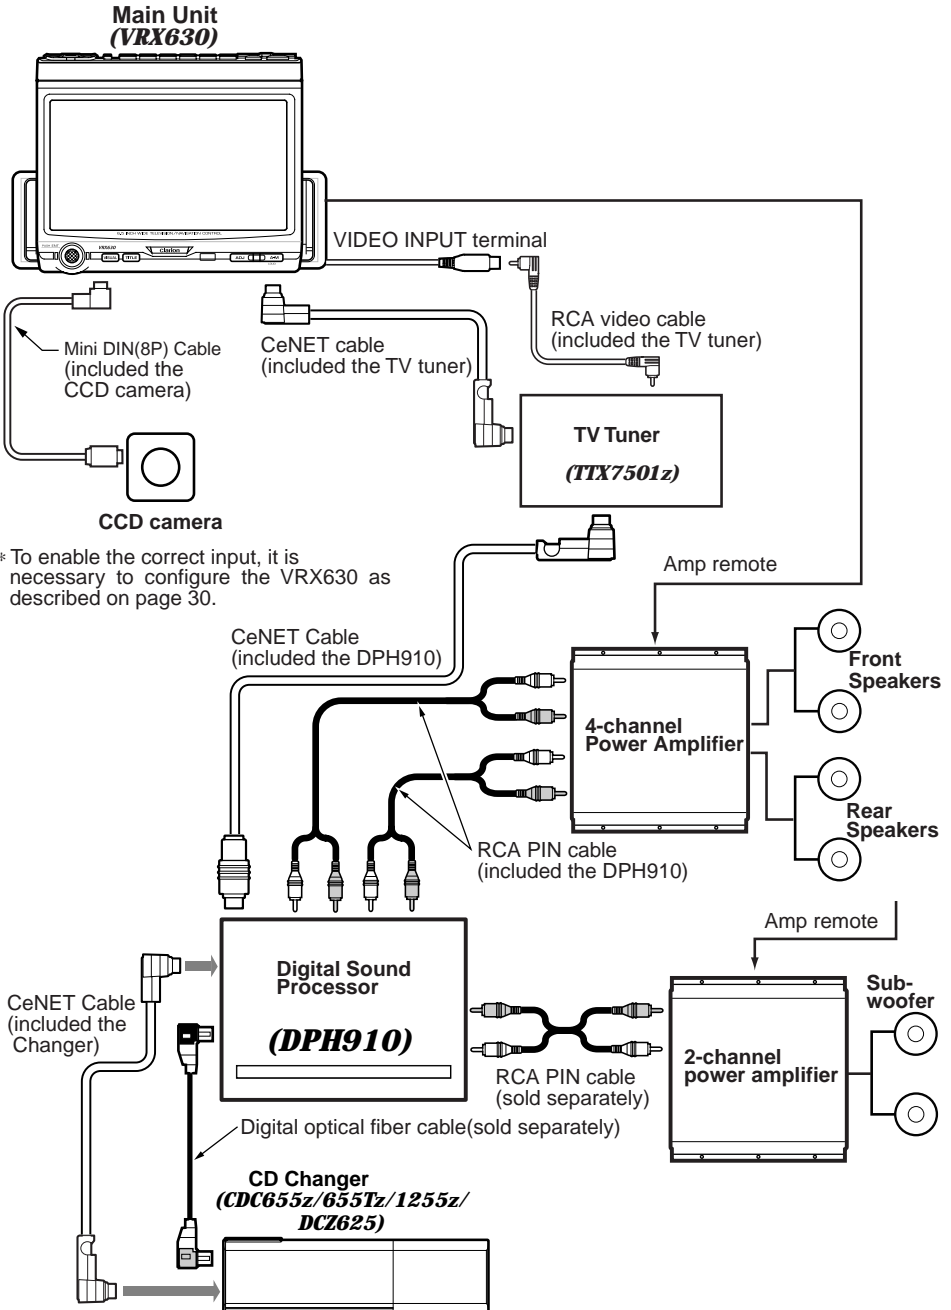 Main Unit
(VRX630)
VRX630
clarion
TITLE
ADJ
VIDEO INPUT terminal
RCA video cable
(included the TV tuner)
CeNET cable
(included the TV tuner)
Mini DIN(8P) Cable
(included the
CCD camera)
TV Tuner
(TTX7501z)
CCD camera
* To enable the correct input, it is
necessary to configure the VRX630 as
described on page 30.
Amp remote
CeNET Cable
(included the DPH910)
Front
Speakers
4-channel
Power Amplifier
Rear
Speakers
RCA PIN cable
(included the DPH910)
Amp remote
Digital Sound
Processor
(DPH910)
Sub-
woofer
CeNET Cable
(included the
Changer)
2-channel
power amplifier
RCA PIN cable
(sold separately)
Digital optical fiber cable(sold separately)
CD Changer
(CDC655z/655Tz/1255z/
DCZ625)